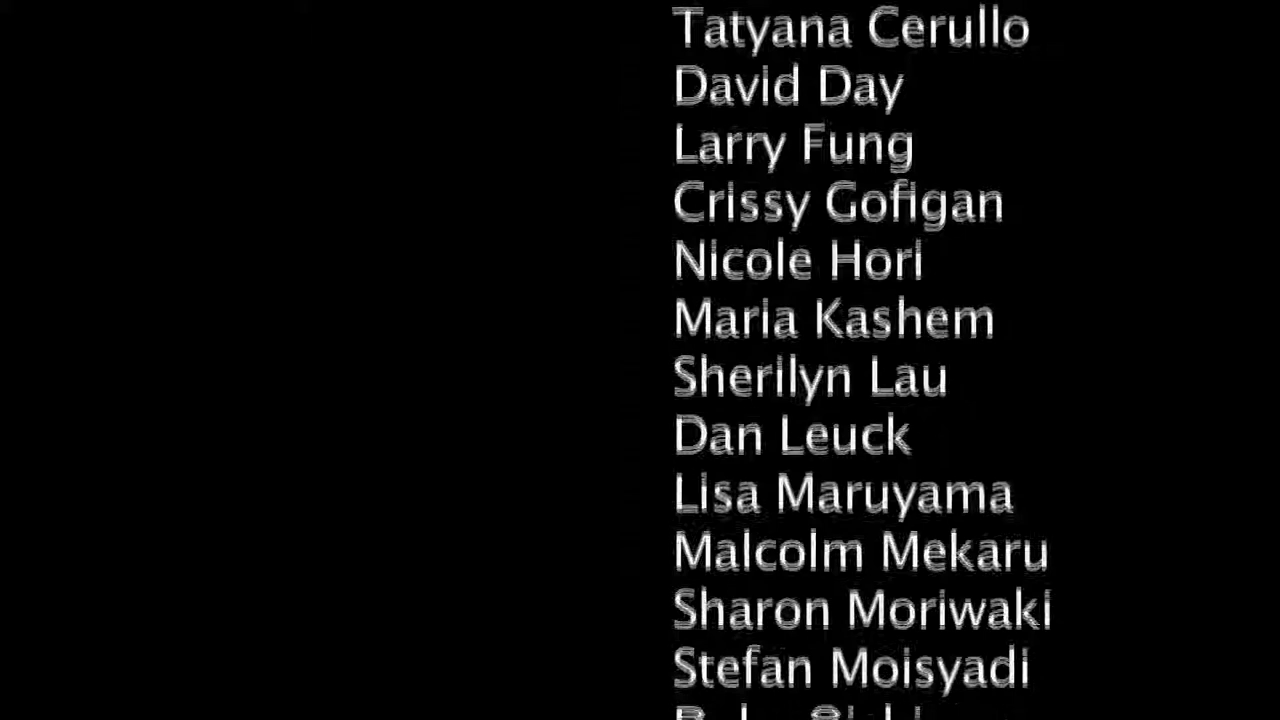 Tatyana Cerullo
David Day
Larry Fung
Crissy Gofigan
Nicole Hori
Maria Kashem
Sherilyn Lau
Dan Leuck
Lisa Maruyama
Malcolm Mekaru
Sharon Moriwaki
Stefan Moisyadi